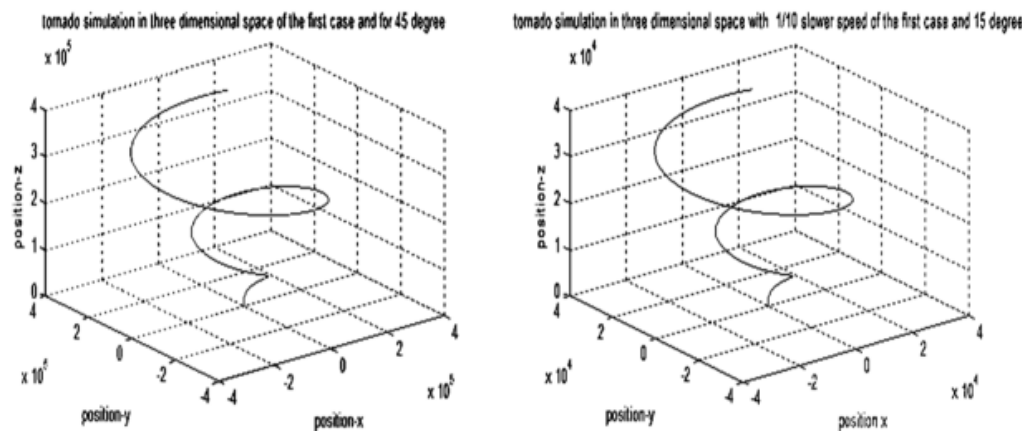 tornado simulation in three dimensional space of the first case and for 45 degree
x 10^5
4
3
2
1
0
position-z
4
2
0
-2
-4
x 10^5
position-y
-4
-2
0
2
4
x 10^5
position-x
tornado simulation in three dimensional space with 1/10 slower speed of the first case and 15 degree
x 10^4
4
3
2
1
0
position-z
4
2
0
-2
-4
x 10^4
position-y
-4
-2
0
2
4
x 10^4
position x